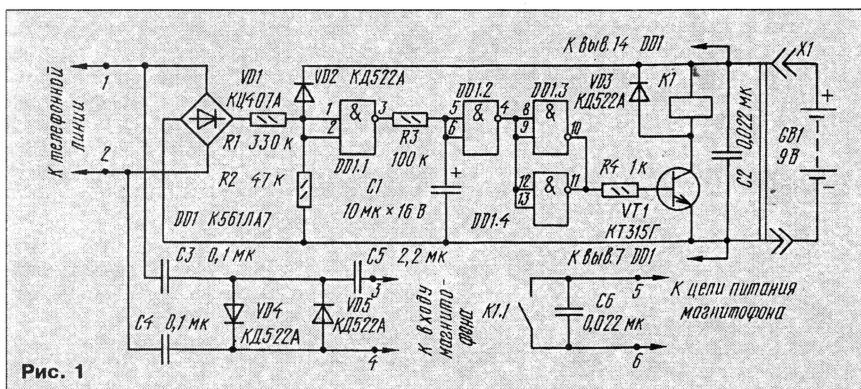 К телефонной
линии
1
2
VD1
КЦ407А
R1 330 к
R2 47 к
DD1 К561ЛА7
VD2 КД522А
1
2
&
3
DD1.1
R3
100 к
C1
+
10 мк × 16 В
DD1.2
5
6
&
4
DD1.3
8
9
&
10
12
13
&
11
DD1.4
VD3
КД522А
К1
К выв.14 DD1
R4 1 к
VT1
КТ315Г
К выв.7 DD1
C2
0,022 мк
X1
+
GB1
9 В
−
C3 0,1 мк
C4 0,1 мк
VD4
КД522А
VD5
КД522А
C5 2,2 мк
3
4
К входу
магнито-
фона
К1.1
C6
0,022 мк
5
6
К цепи питания
магнитофона
Рис. 1